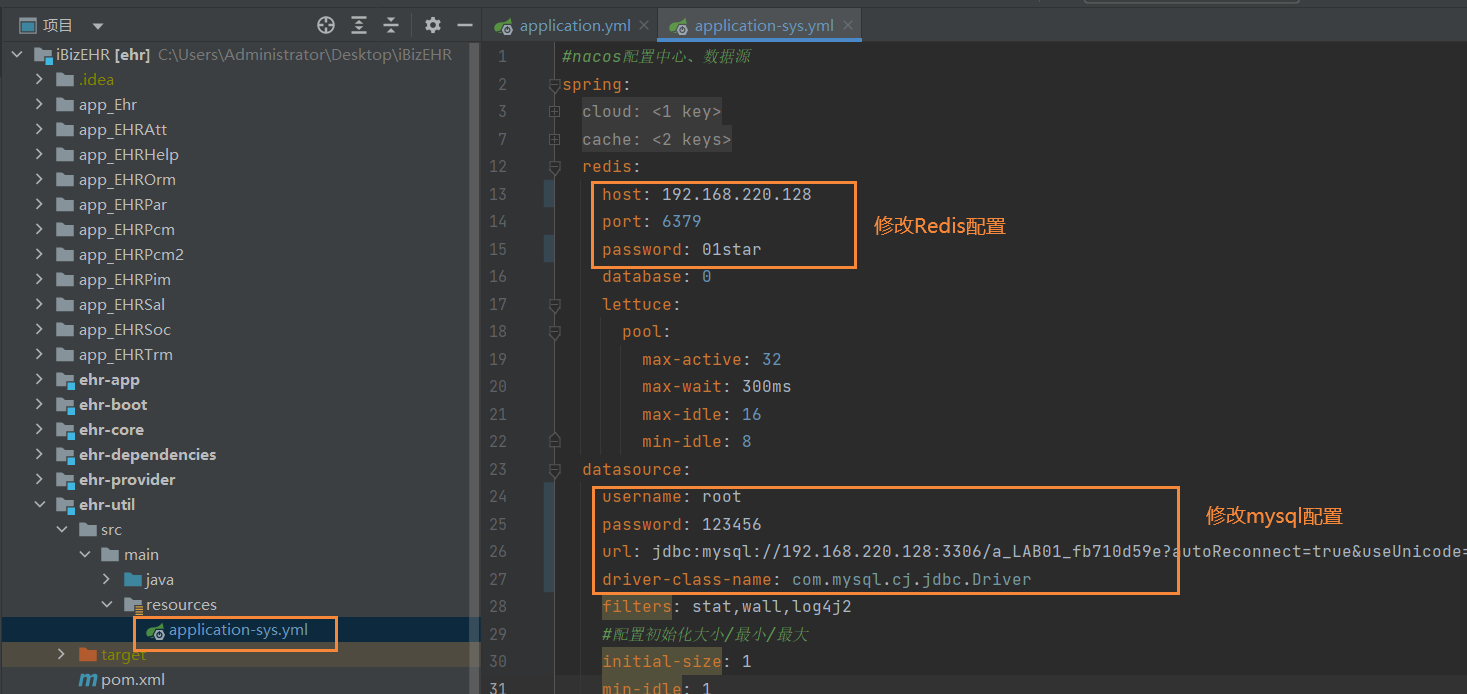 项目
iBizEHR [ehr] C:\Users\Administrator\Desktop\iBizEHR
.idea
app_Ehr
app_EHRAtt
app_EHRHelp
app_EHROrm
app_EHRPar
app_EHRPcm
app_EHRPcm2
app_EHRPim
app_EHRSal
app_EHRSoc
app_EHRTrm
ehr-app
ehr-boot
ehr-core
ehr-dependencies
ehr-provider
ehr-util
src
main
java
resources
application-sys.yml
target
pom.xml
application.yml
application-sys.yml
1 #nacos配置中心、数据源
2 spring:
3 cloud: <1 key>
7 cache: <2 keys>
12 redis:
13 host: 192.168.220.128
14 port: 6379
15 password: 01star
修改Redis配置
16 database: 0
17 lettuce:
18 pool:
19 max-active: 32
20 max-wait: 300ms
21 max-idle: 16
22 min-idle: 8
23 datasource:
24 username: root
25 password: 123456
修改mysql配置
26 url: jdbc:mysql://192.168.220.128:3306/a_LAB01_fb710d59e?autoReconnect=true&useUnicode=
27 driver-class-name: com.mysql.cj.jdbc.Driver
28 filters: stat,wall,log4j2
29 #配置初始化大小/最小/最大
30 initial-size: 1
31 min-idle: 1